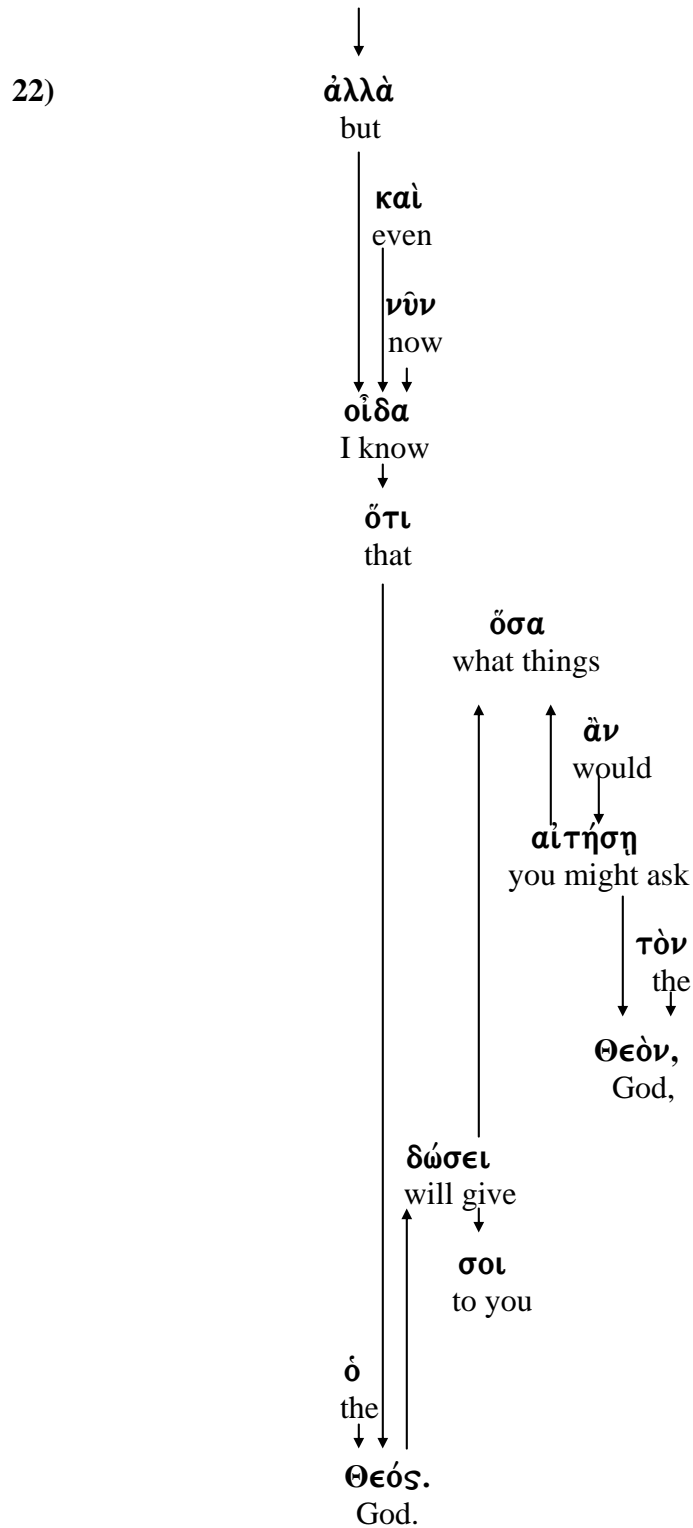 22) ἀλλὰ
but
καὶ
even
νῦν
now
οἶδα
I know
ὅτι
that
ὅσα
what things
ἂν
would
αἰτήσῃ
you might ask
τὸν
the
Θεὸν,
God,
δώσει
will give
σοι
to you
ὁ
the
Θεός.
God.